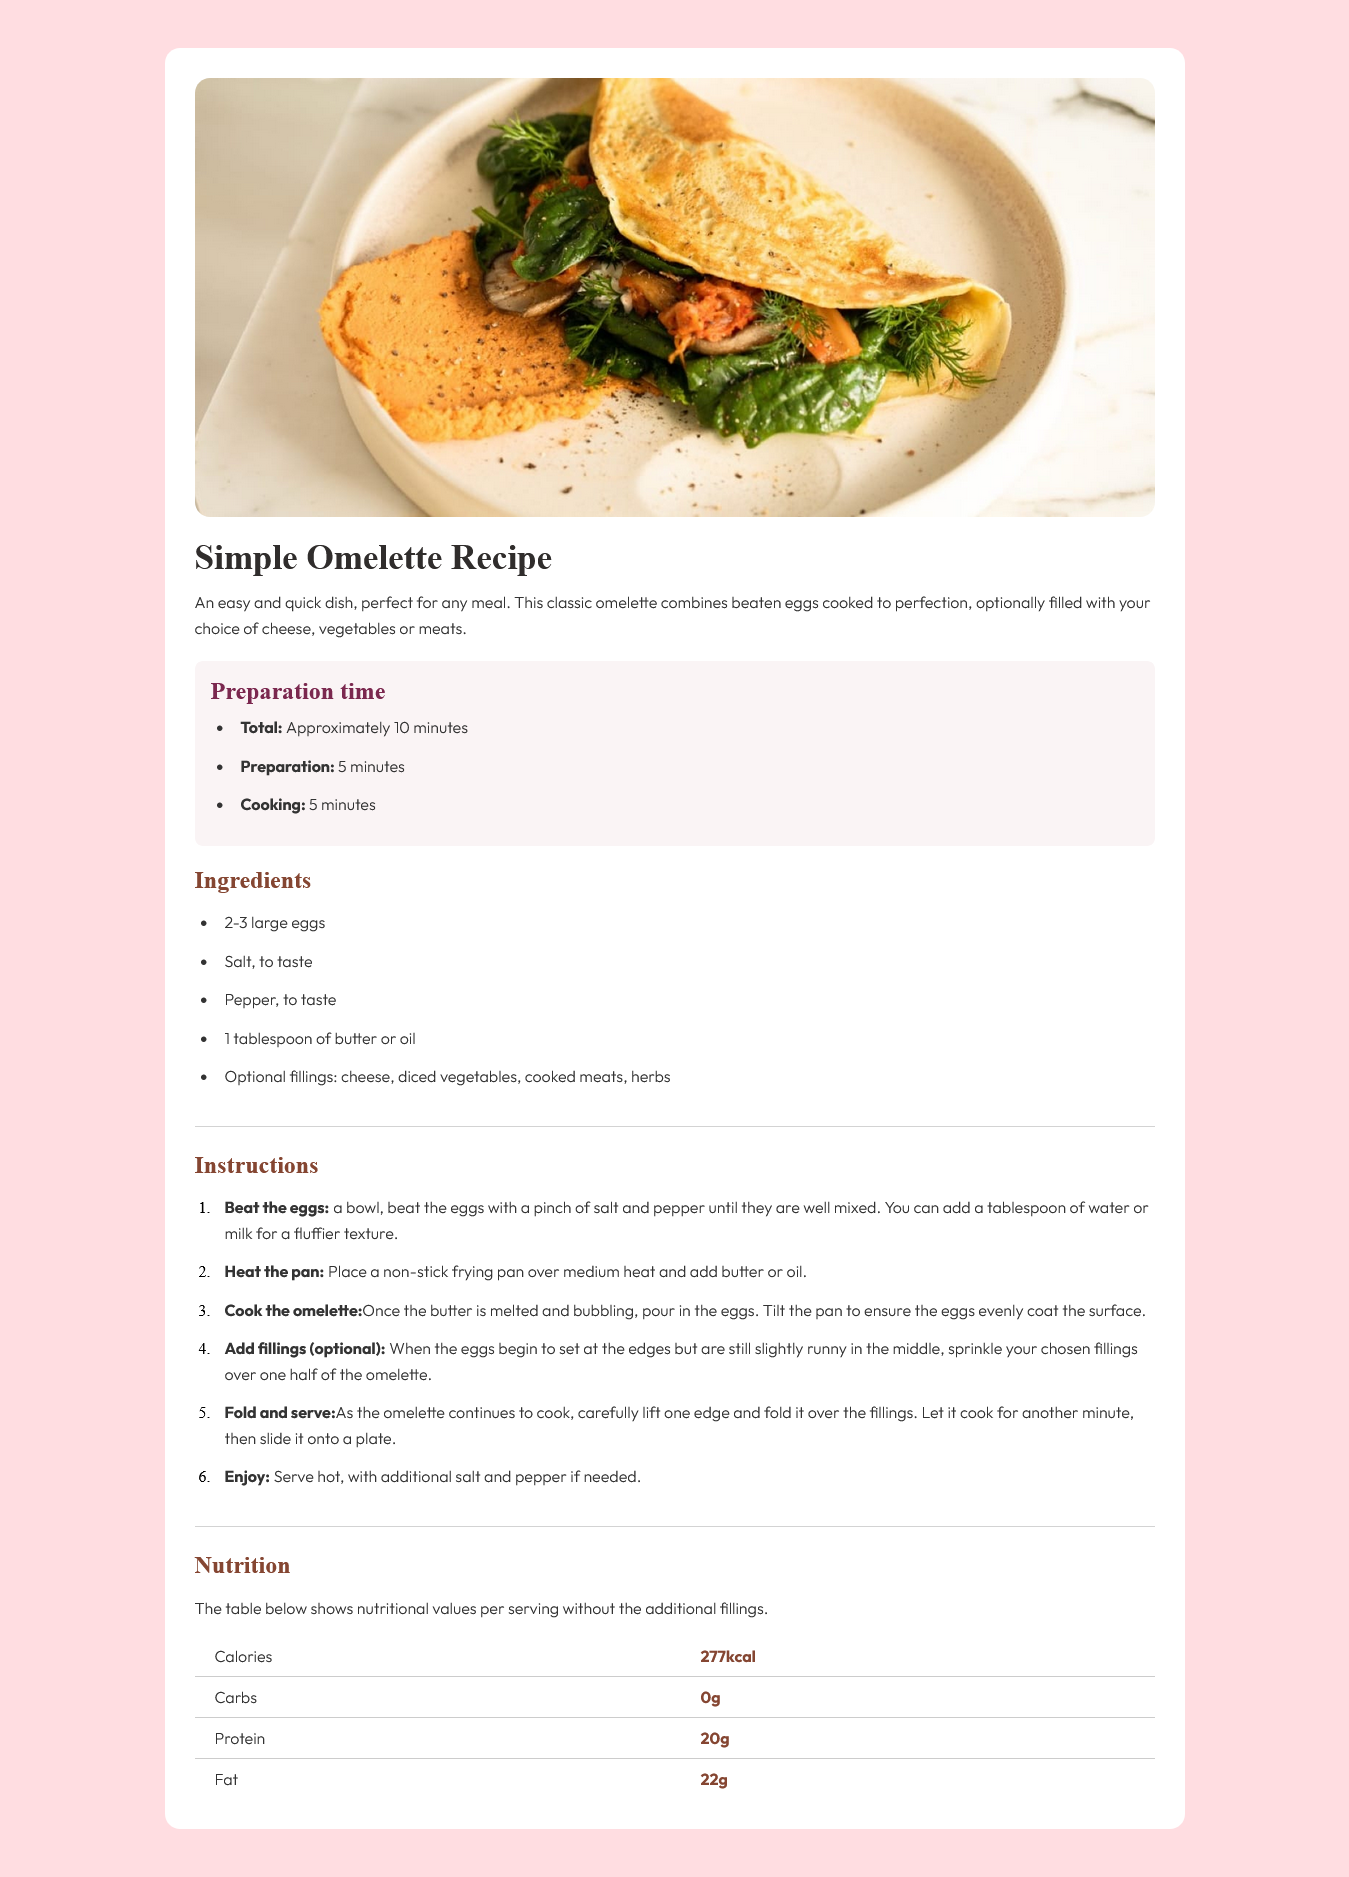 Simple Omelette Recipe
An easy and quick dish, perfect for any meal. This classic omelette combines beaten eggs cooked to perfection, optionally filled with your
choice of cheese, vegetables or meats.
Preparation time
• Total: Approximately 10 minutes
• Preparation: 5 minutes
• Cooking: 5 minutes
Ingredients
• 2-3 large eggs
• Salt, to taste
• Pepper, to taste
• 1 tablespoon of butter or oil
• Optional fillings: cheese, diced vegetables, cooked meats, herbs
Instructions
1. Beat the eggs: a bowl, beat the eggs with a pinch of salt and pepper until they are well mixed. You can add a tablespoon of water or
milk for a fluffier texture.
2. Heat the pan: Place a non-stick frying pan over medium heat and add butter or oil.
3. Cook the omelette:Once the butter is melted and bubbling, pour in the eggs. Tilt the pan to ensure the eggs evenly coat the surface.
4. Add fillings (optional): When the eggs begin to set at the edges but are still slightly runny in the middle, sprinkle your chosen fillings
over one half of the omelette.
5. Fold and serve:As the omelette continues to cook, carefully lift one edge and fold it over the fillings. Let it cook for another minute,
then slide it onto a plate.
6. Enjoy: Serve hot, with additional salt and pepper if needed.
Nutrition
The table below shows nutritional values per serving without the additional fillings.
Calories 277kcal
Carbs 0g
Protein 20g
Fat 22g